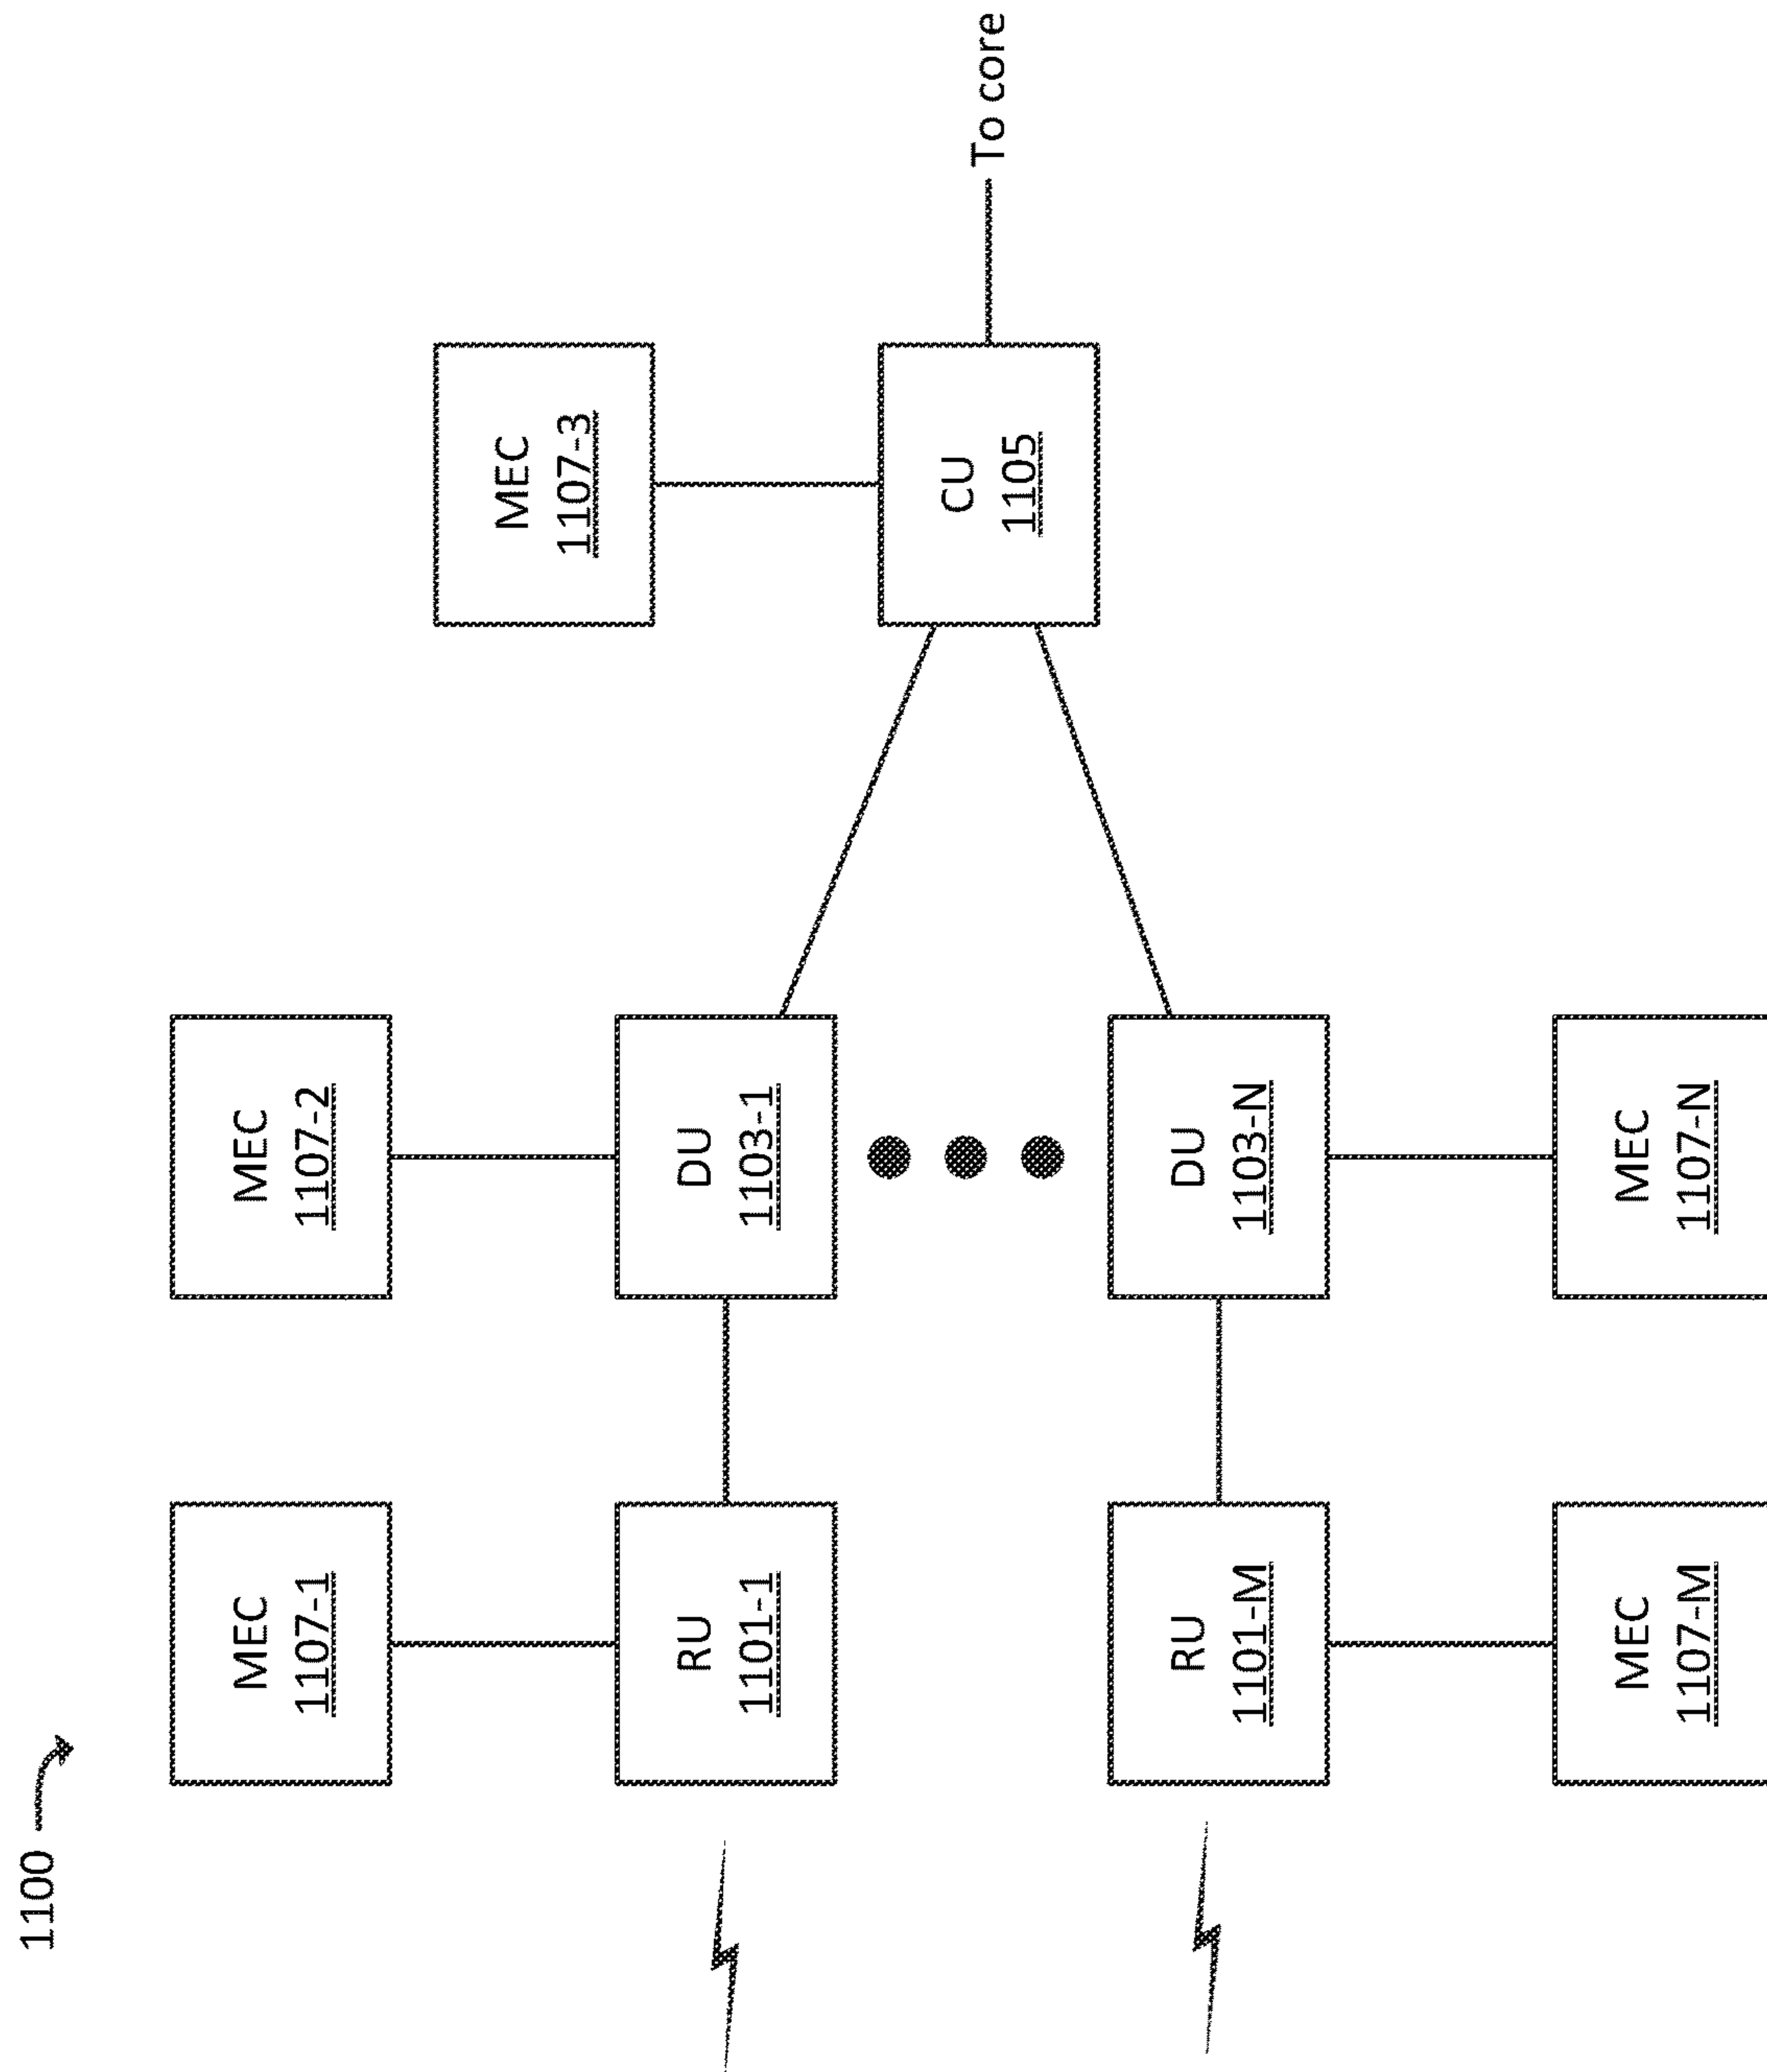 1100
MEC
1107-1
MEC
1107-2
MEC
1107-3
RU
1101-1
DU
1103-1
CU
1105
To core
RU
1101-M
DU
1103-N
MEC
1107-M
MEC
1107-N